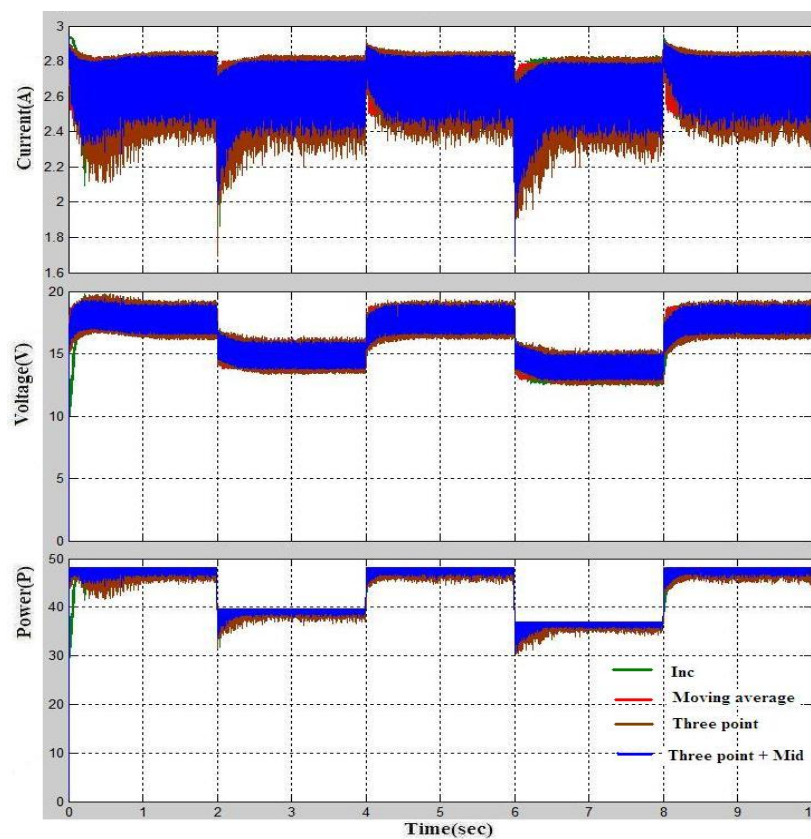 Current(A)
3
2.8
2.6
2.4
2.2
2
1.8
1.6
Voltage(V)
20
15
10
5
0
Power(P)
50
40
30
20
10
0
Inc
Moving average
Three point
Three point + Mid
0 1 2 3 4 5 6 7 8 9 1
Time(sec)